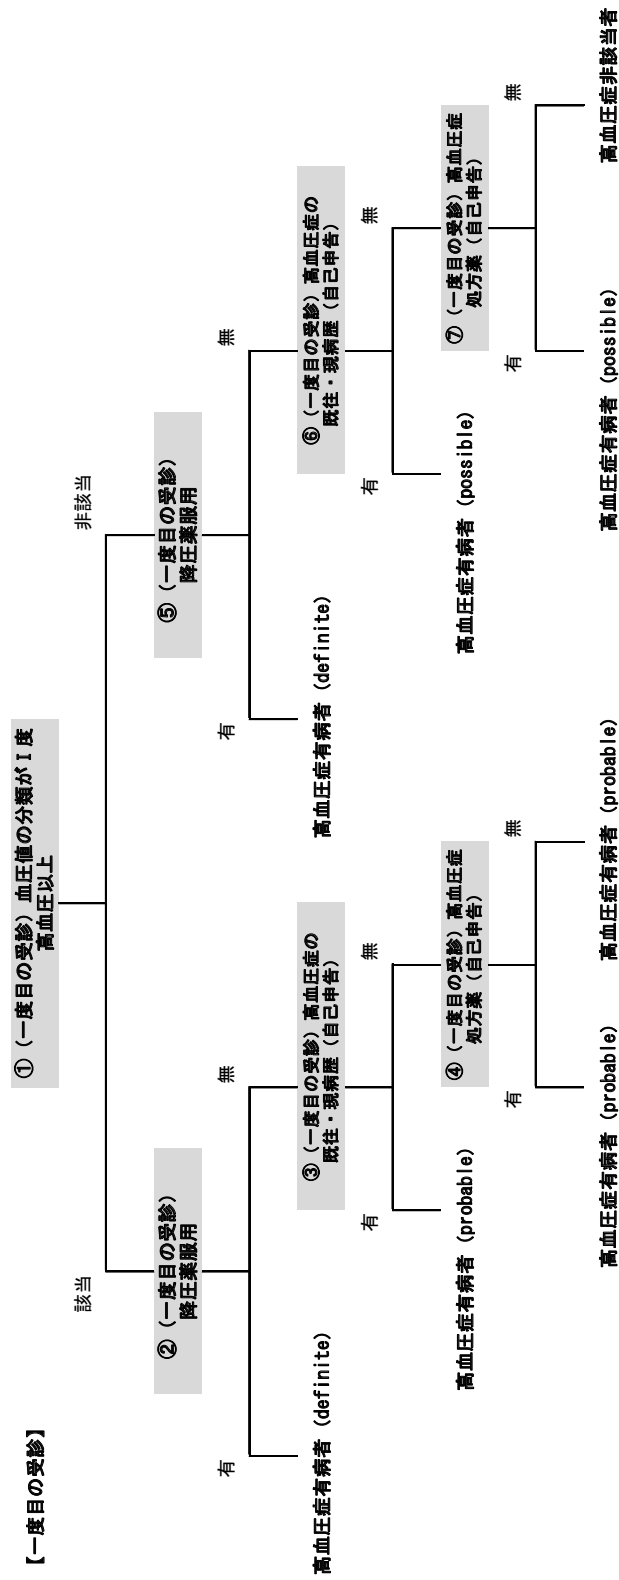 【一度目の受診】
①（一度目の受診）血圧値の分類がⅠ度
高血圧以上
該当
非該当
②（一度目の受診）
降圧薬服用
⑤（一度目の受診）
降圧薬服用
有
無
有
無
高血圧症有病者（definite）
③（一度目の受診）高血圧症の
既往・現病歴（自己申告）
高血圧症有病者（definite）
⑥（一度目の受診）高血圧症の
既往・現病歴（自己申告）
有
無
有
無
高血圧症有病者（probable）
④（一度目の受診）高血圧症
処方薬（自己申告）
高血圧症有病者（possible）
⑦（一度目の受診）高血圧症
処方薬（自己申告）
有
無
有
無
高血圧症有病者（probable）
高血圧症有病者（probable）
高血圧症有病者（possible）
高血圧症非該当者